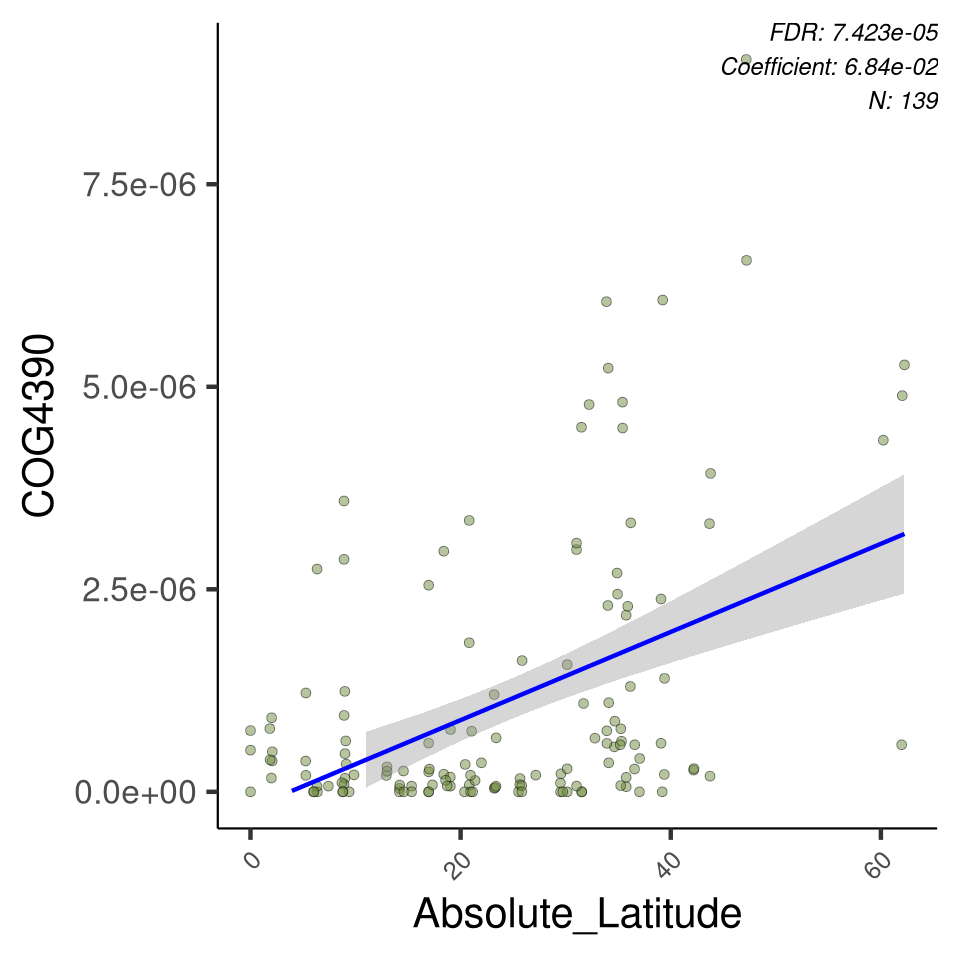 FDR: 7.423e-05
Coefficient: 6.84e-02
N: 139
7.5e-06
5.0e-06
2.5e-06
0.0e+00
COG4390
0
20
40
60
Absolute_Latitude